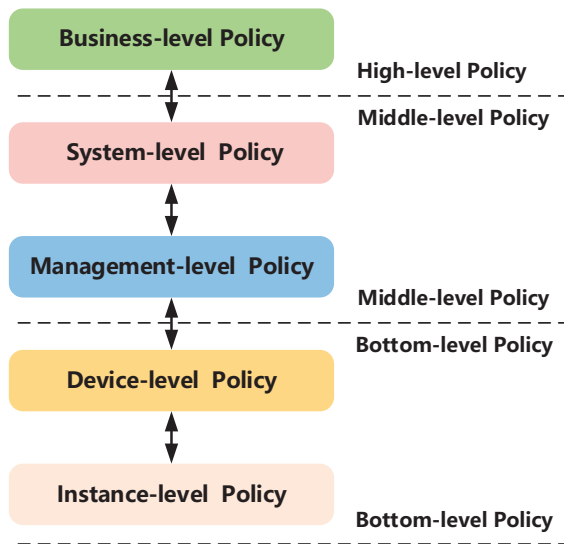 Business-level Policy
High-level Policy
Middle-level Policy
System-level Policy
Management-level Policy
Middle-level Policy
Bottom-level Policy
Device-level Policy
Instance-level Policy
Bottom-level Policy